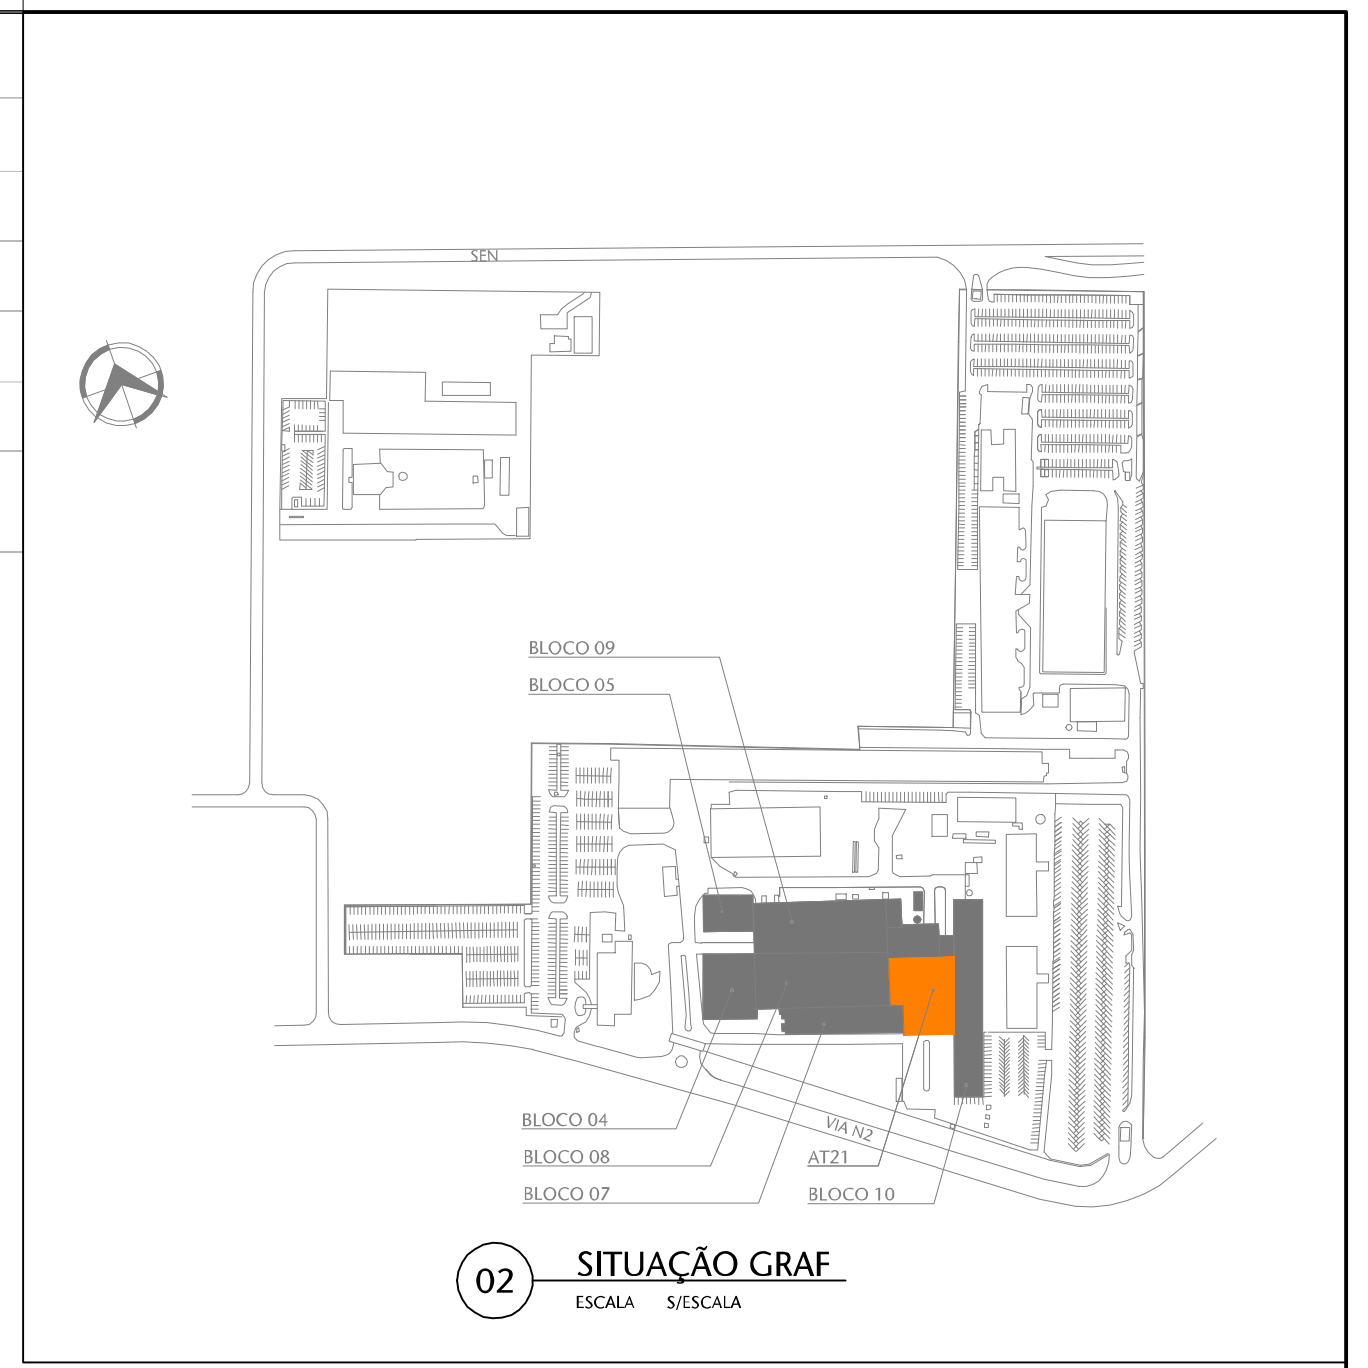 SEN
BLOCO 09
BLOCO 05
BLOCO 04
BLOCO 08
BLOCO 07
VIA N2
AT21
BLOCO 10
02
SITUAÇÃO GRAF
ESCALA S/ESCALA